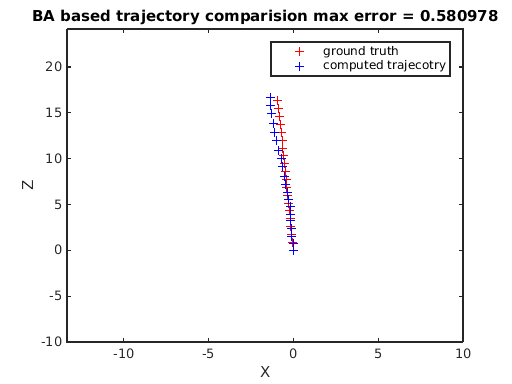 BA based trajectory comparision max error = 0.580978
ground truth
computed trajecotry
20
15
10
5
0
-5
-10
Z
-10
-5
0
5
10
X